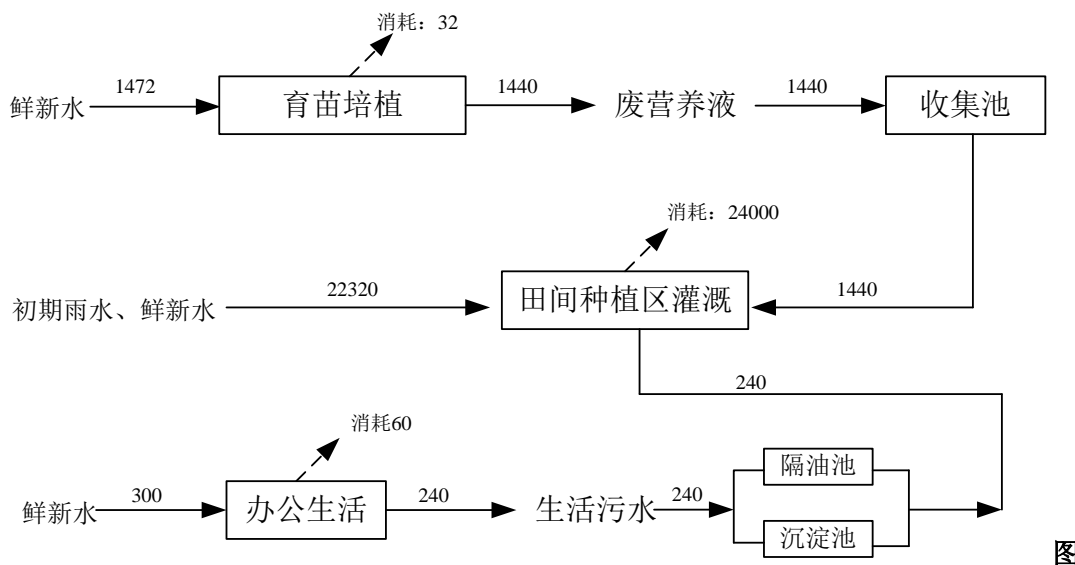 消耗：32
鲜新水
1472
育苗培植
1440
废营养液
1440
收集池
消耗：24000
初期雨水、鲜新水
22320
田间种植区灌溉
1440
240
消耗60
鲜新水
300
办公生活
240
生活污水
240
隔油池
沉淀池
图